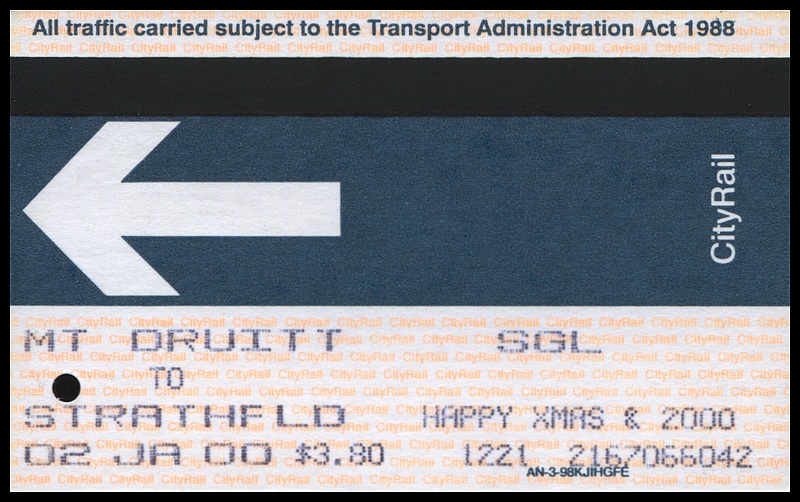 All traffic carried subject to the Transport Administration Act 1988
CityRail
MT DRUITT SGL
TO
STRATHFLD HAPPY XMAS & 2000
02 JA 00 $3.80 1221 2167066042
AN-3-98KJIHGFE